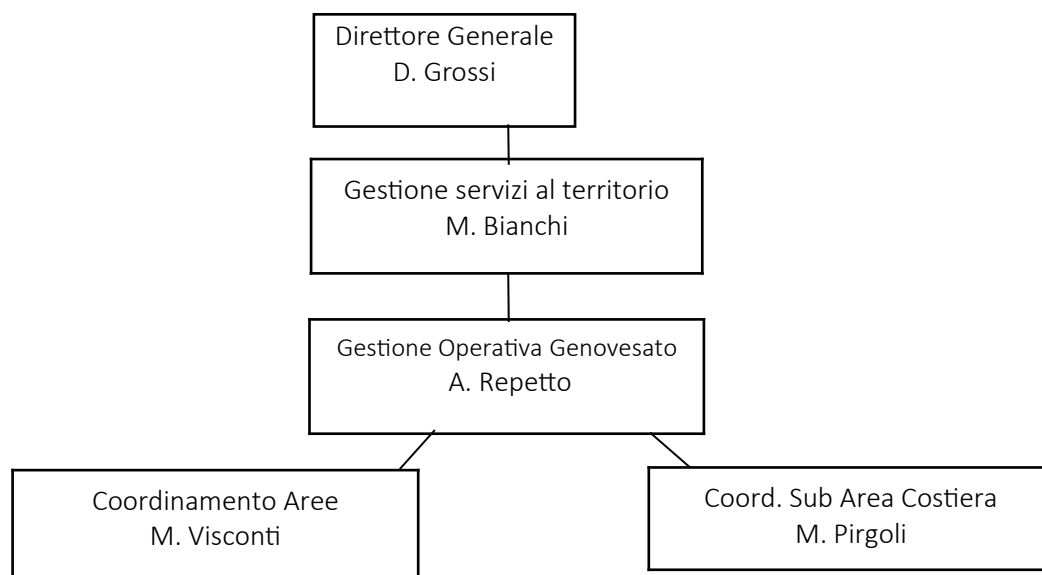 Direttore Generale
D. Grossi
Gestione servizi al territorio
M. Bianchi
Gestione Operativa Genovesato
A. Repetto
Coordinamento Aree
M. Visconti
Coord. Sub Area Costiera
M. Pirgoli